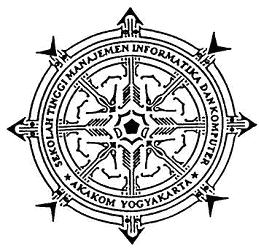 SEKOLAH TINGGI MANAJEMEN INFORMATIKA DAN KOMPUTER
AKAKOM YOGYAKARTA